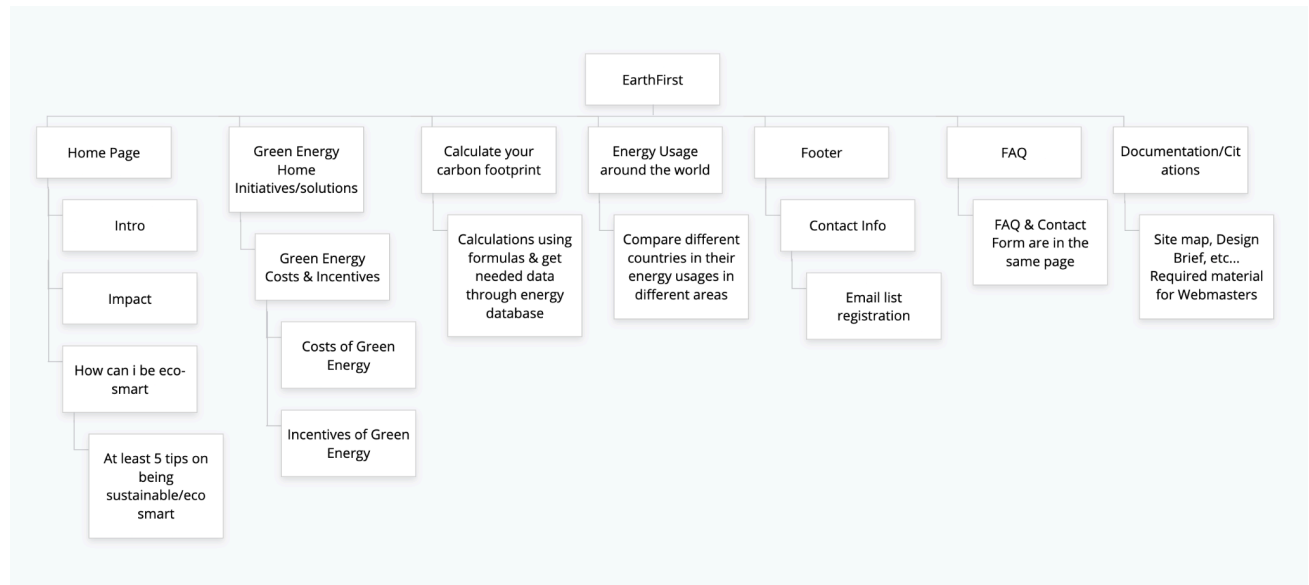 EarthFirst
Home Page
Intro
Impact
How can i be eco-
smart
At least 5 tips on
being
sustainable/eco
smart
Green Energy
Home
Initiatives/solutions
Green Energy
Costs & Incentives
Costs of Green
Energy
Incentives of Green
Energy
Calculate your
carbon footprint
Calculations using
formulas & get
needed data
through energy
database
Energy Usage
around the world
Compare different
countries in their
energy usages in
different areas
Footer
Contact Info
Email list
registration
FAQ
FAQ & Contact
Form are in the
same page
Documentation/Cit
ations
Site map, Design
Brief, etc...
Required material
for Webmasters